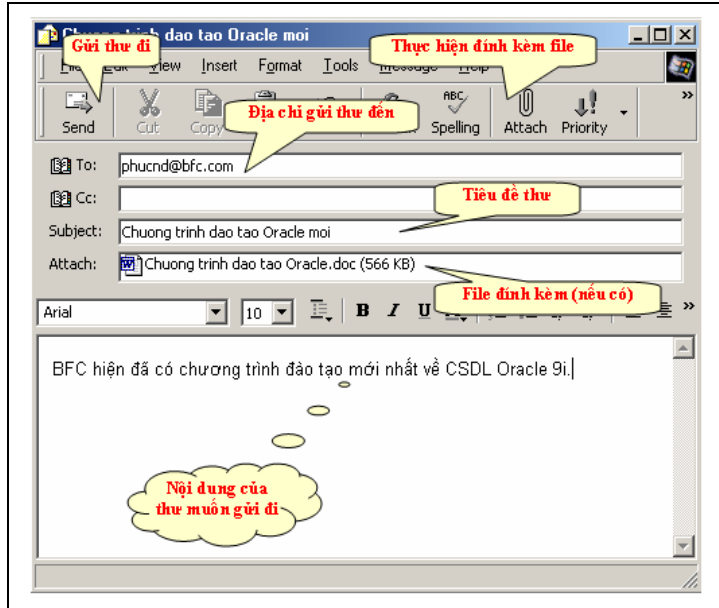 trinh dao tao Oracle moi
Gửi thư đi
Thực hiện đính kèm file
View Insert Format Tools
Địa chỉ gửi thư đến
Send Cut Copy Spelling Attach Priority »
To: phucnd@bfc.com
Cc:
Tiêu đề thư
Subject: Chuong trinh dao tao Oracle moi
Attach: Chuong trinh dao tao Oracle.doc (566 KB)
File đính kèm (nếu có)
Arial 10 B I U »
BFC hiện đã có chương trình đào tạo mới nhất về CSDL Oracle 9i.
Nội dung của
thư muốn gửi đi